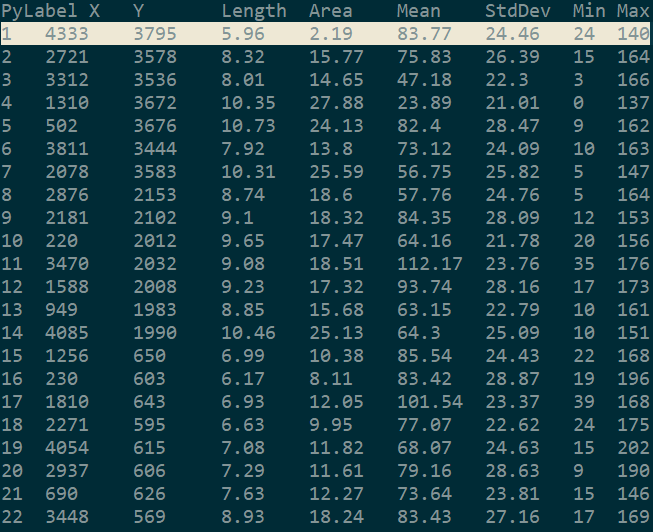 PyLabel X Y Length Area Mean StdDev Min Max
1 4333 3795 5.96 2.19 83.77 24.46 24 140
2 2721 3578 8.32 15.77 75.83 26.39 15 164
3 3312 3536 8.01 14.65 47.18 22.3 3 166
4 1310 3672 10.35 27.88 23.89 21.01 0 137
5 502 3676 10.73 24.13 82.4 28.47 9 162
6 3811 3444 7.92 13.8 73.12 24.09 10 163
7 2078 3583 10.31 25.59 56.75 25.82 5 147
8 2876 2153 8.74 18.6 57.76 24.76 5 164
9 2181 2102 9.1 18.32 84.35 28.09 12 153
10 220 2012 9.65 17.47 64.16 21.78 20 156
11 3470 2032 9.08 18.51 112.17 23.76 35 176
12 1588 2008 9.23 17.32 93.74 28.16 17 173
13 949 1983 8.85 15.68 63.15 22.79 10 161
14 4085 1990 10.46 25.13 64.3 25.09 10 151
15 1256 650 6.99 10.38 85.54 24.43 22 168
16 230 603 6.17 8.11 83.42 28.87 19 196
17 1810 643 6.93 12.05 101.54 23.37 39 168
18 2271 595 6.63 9.95 77.07 22.62 24 175
19 4054 615 7.08 11.82 68.07 24.63 15 202
20 2937 606 7.29 11.61 79.16 28.63 9 190
21 690 626 7.63 12.27 73.64 23.81 15 146
22 3448 569 8.93 18.24 83.43 27.16 17 169